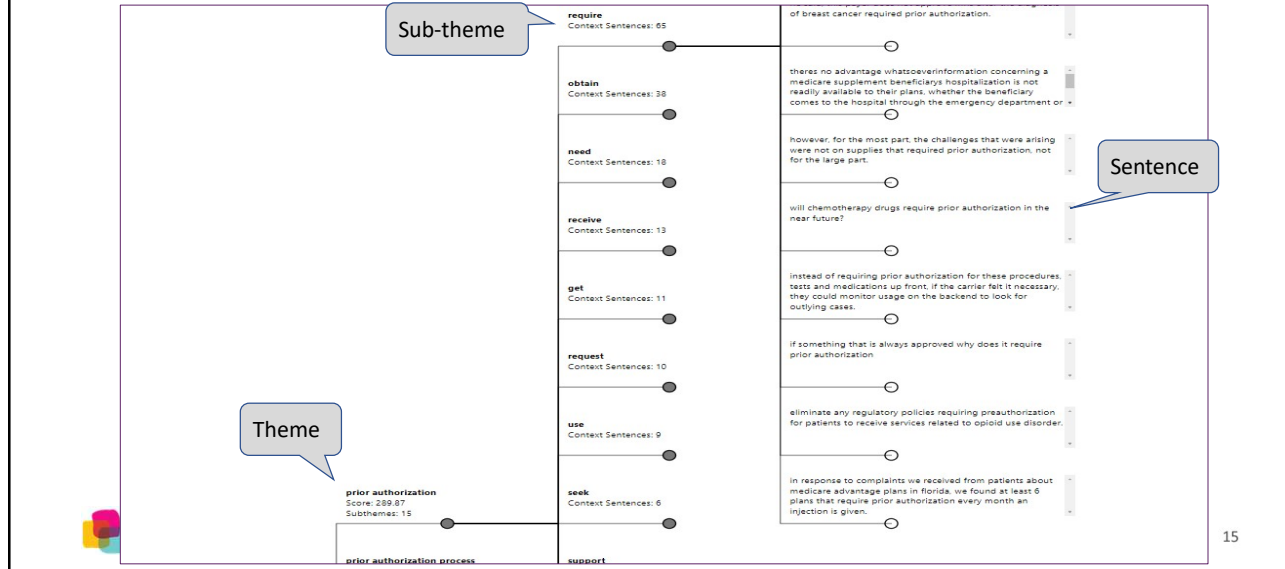 Sub-theme
Theme
Sentence
prior authorization
Score: 289.87
Subthemes: 15
prior authorization process
require
Context Sentences: 65
obtain
Context Sentences: 38
need
Context Sentences: 18
receive
Context Sentences: 13
get
Context Sentences: 11
request
Context Sentences: 10
use
Context Sentences: 9
seek
Context Sentences: 6
support
of breast cancer required prior authorization.
theres no advantage whatsoeverinformation concerning a
medicare supplement beneficiarys hospitalization is not
readily available to their plans, whether the beneficiary
comes to the hospital through the emergency department or
however, for the most part, the challenges that were arising
were not on supplies that required prior authorization, not
for the large part.
will chemotherapy drugs require prior authorization in the
near future?
instead of requiring prior authorization for these procedures,
tests and medications up front, if the carrier felt it necessary,
they could monitor usage on the backend to look for
outlying cases.
if something that is always approved why does it require
prior authorization
eliminate any regulatory policies requiring preauthorization
for patients to receive services related to opioid use disorder.
in response to complaints we received from patients about
medicare advantage plans in florida, we found at least 6
plans that require prior authorization every month an
injection is given.
15